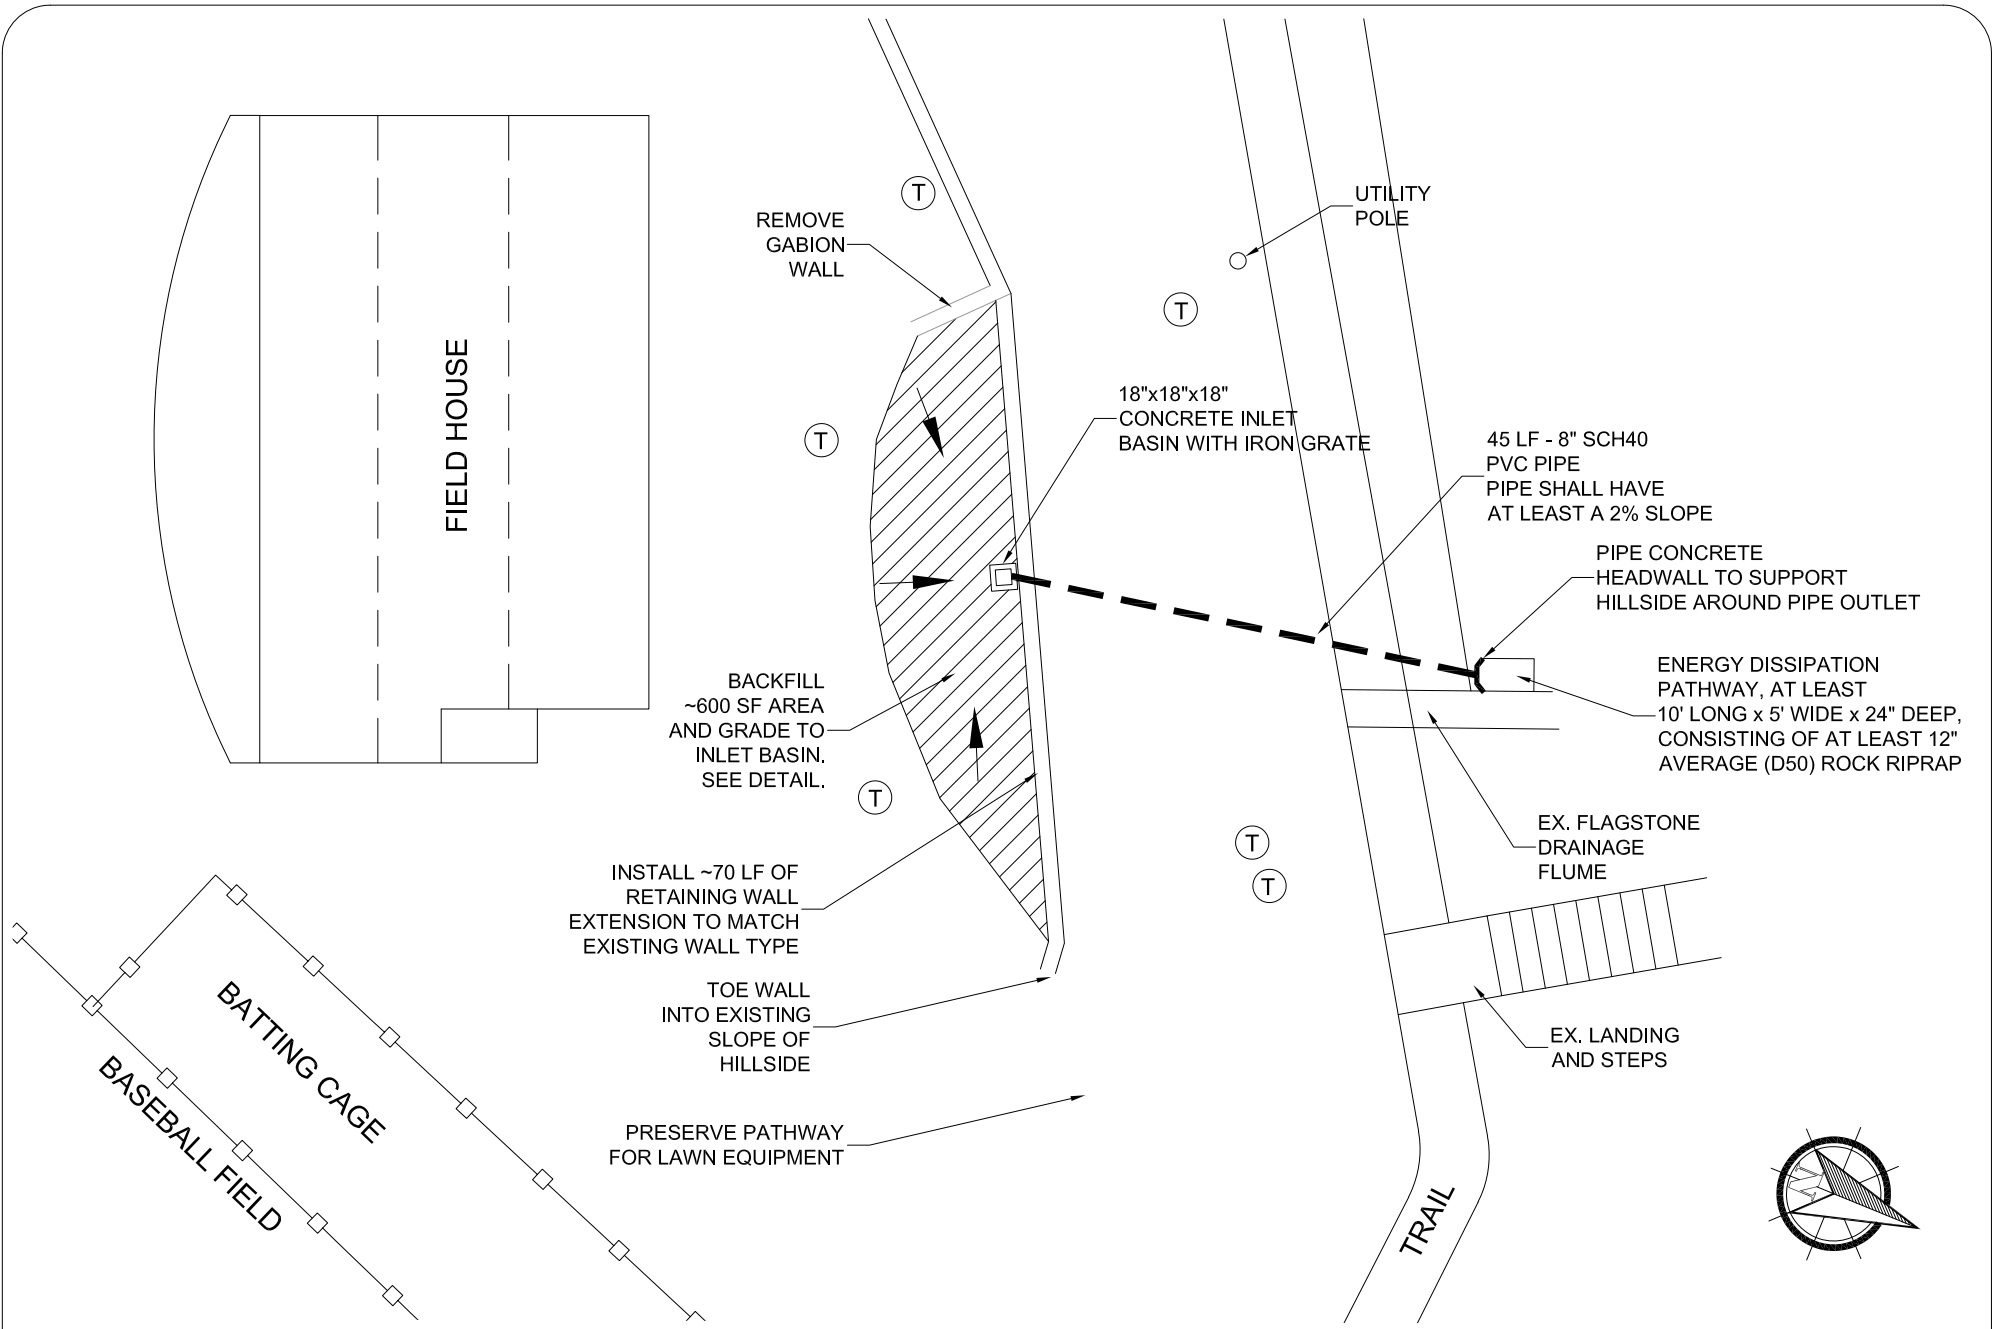 UTILITY
POLE
T
REMOVE
GABION
WALL
T
FIELD HOUSE
18"x18"x18"
CONCRETE INLET
BASIN WITH IRON GRATE
T
45 LF - 8" SCH40
PVC PIPE
PIPE SHALL HAVE
AT LEAST A 2% SLOPE
PIPE CONCRETE
HEADWALL TO SUPPORT
HILLSIDE AROUND PIPE OUTLET
ENERGY DISSIPATION
PATHWAY, AT LEAST
10' LONG x 5' WIDE x 24" DEEP,
CONSISTING OF AT LEAST 12"
AVERAGE (D50) ROCK RIPRAP
BACKFILL
~600 SF AREA
AND GRADE TO
INLET BASIN.
SEE DETAIL.
T
EX. FLAGSTONE
DRAINAGE
FLUME
T
T
INSTALL ~70 LF OF
RETAINING WALL
EXTENSION TO MATCH
EXISTING WALL TYPE
TOE WALL
INTO EXISTING
SLOPE OF
HILLSIDE
EX. LANDING
AND STEPS
BATTING CAGE
BASEBALL FIELD
PRESERVE PATHWAY
FOR LAWN EQUIPMENT
TRAIL
N